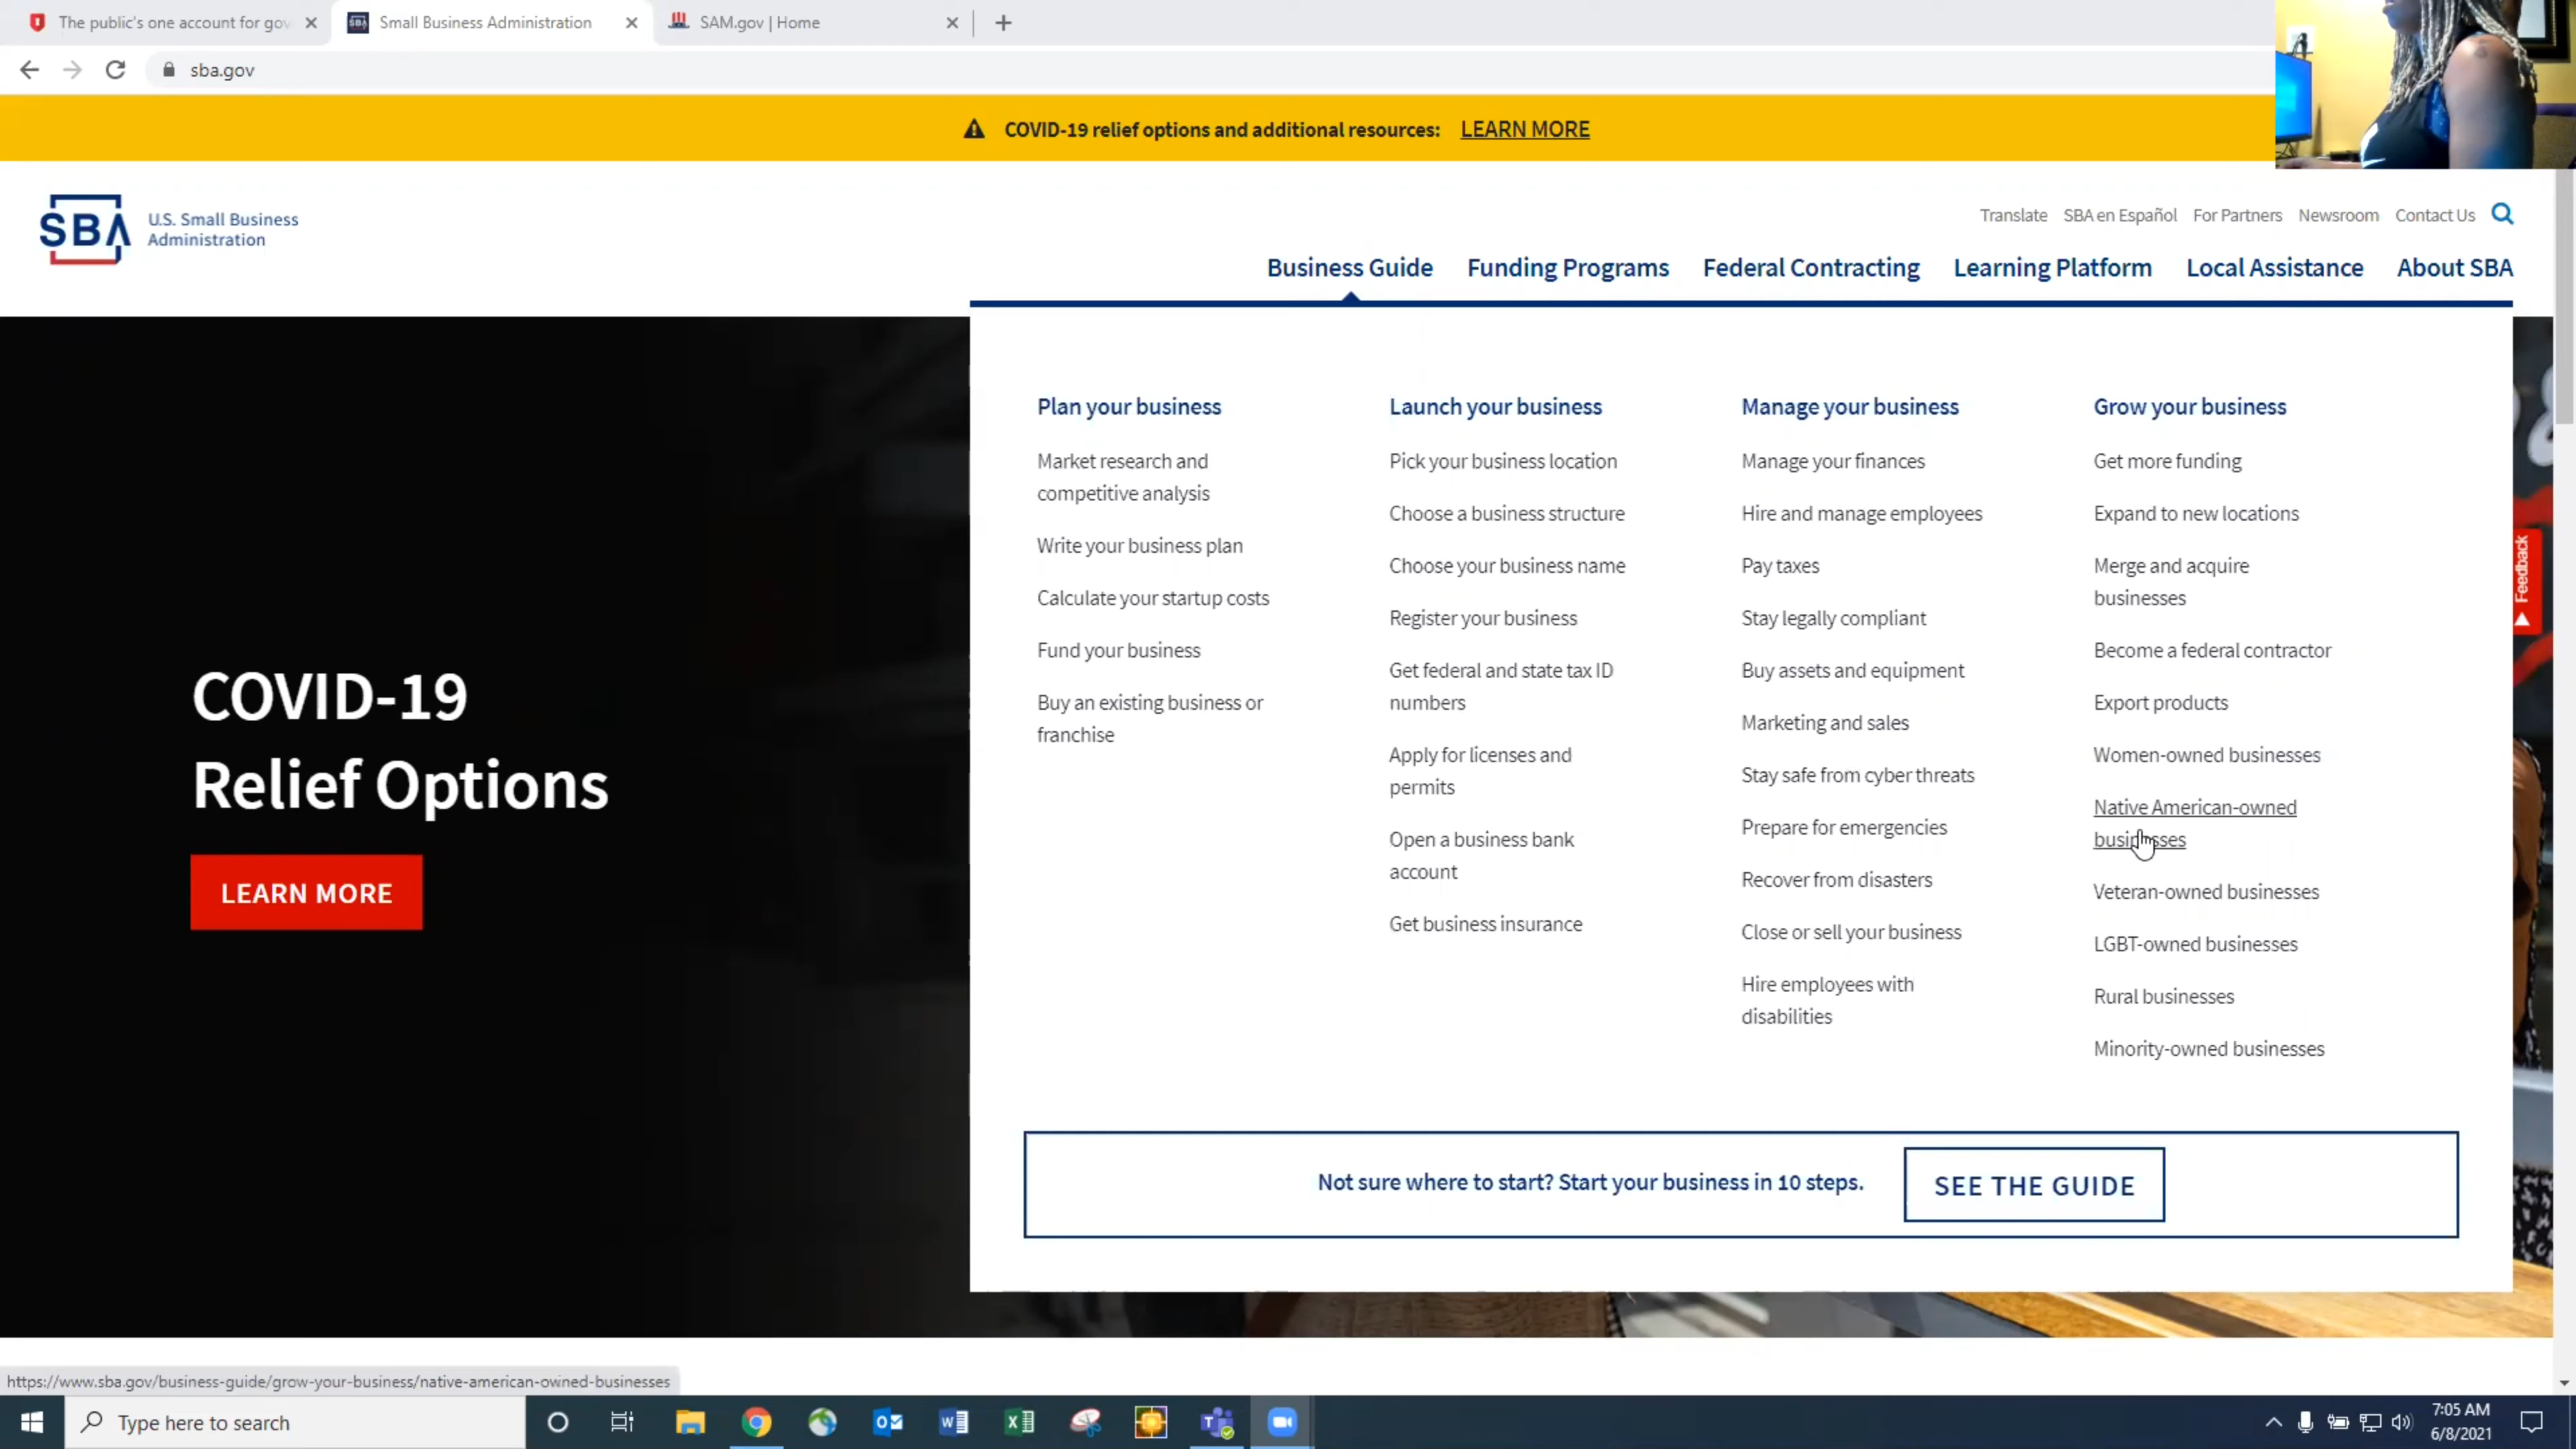 The public's one account for gov
Small Business Administration
SAM.gov | Home
sba.gov
COVID-19 relief options and additional resources: LEARN MORE
SBA
U.S. Small Business
Administration
Translate SBA en Español For Partners Newsroom Contact Us
Business Guide Funding Programs Federal Contracting Learning Platform Local Assistance About SBA
Plan your business
Market research and
competitive analysis
Write your business plan
Calculate your startup costs
Fund your business
Buy an existing business or
franchise
Launch your business
Pick your business location
Choose a business structure
Choose your business name
Register your business
Get federal and state tax ID
numbers
Apply for licenses and
permits
Open a business bank
account
Get business insurance
Manage your business
Manage your finances
Hire and manage employees
Pay taxes
Stay legally compliant
Buy assets and equipment
Marketing and sales
Stay safe from cyber threats
Prepare for emergencies
Recover from disasters
Close or sell your business
Hire employees with
disabilities
Grow your business
Get more funding
Expand to new locations
Merge and acquire
businesses
Become a federal contractor
Export products
Women-owned businesses
Native American-owned
businesses
Veteran-owned businesses
LGBT-owned businesses
Rural businesses
Minority-owned businesses
Feedback
COVID-19
Relief Options
LEARN MORE
Not sure where to start? Start your business in 10 steps. SEE THE GUIDE
https://www.sba.gov/business-guide/grow-your-business/native-american-owned-businesses
Type here to search
7:05 AM
6/8/2021